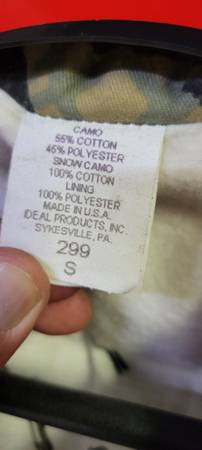 CAMO
55% COTTON
45% POLYESTER
SNOW CAMO
100% COTTON
LINING
100% POLYESTER
MADE IN U.S.A.
IDEAL PRODUCTS, INC.
SYKESVILLE, PA.
299
S